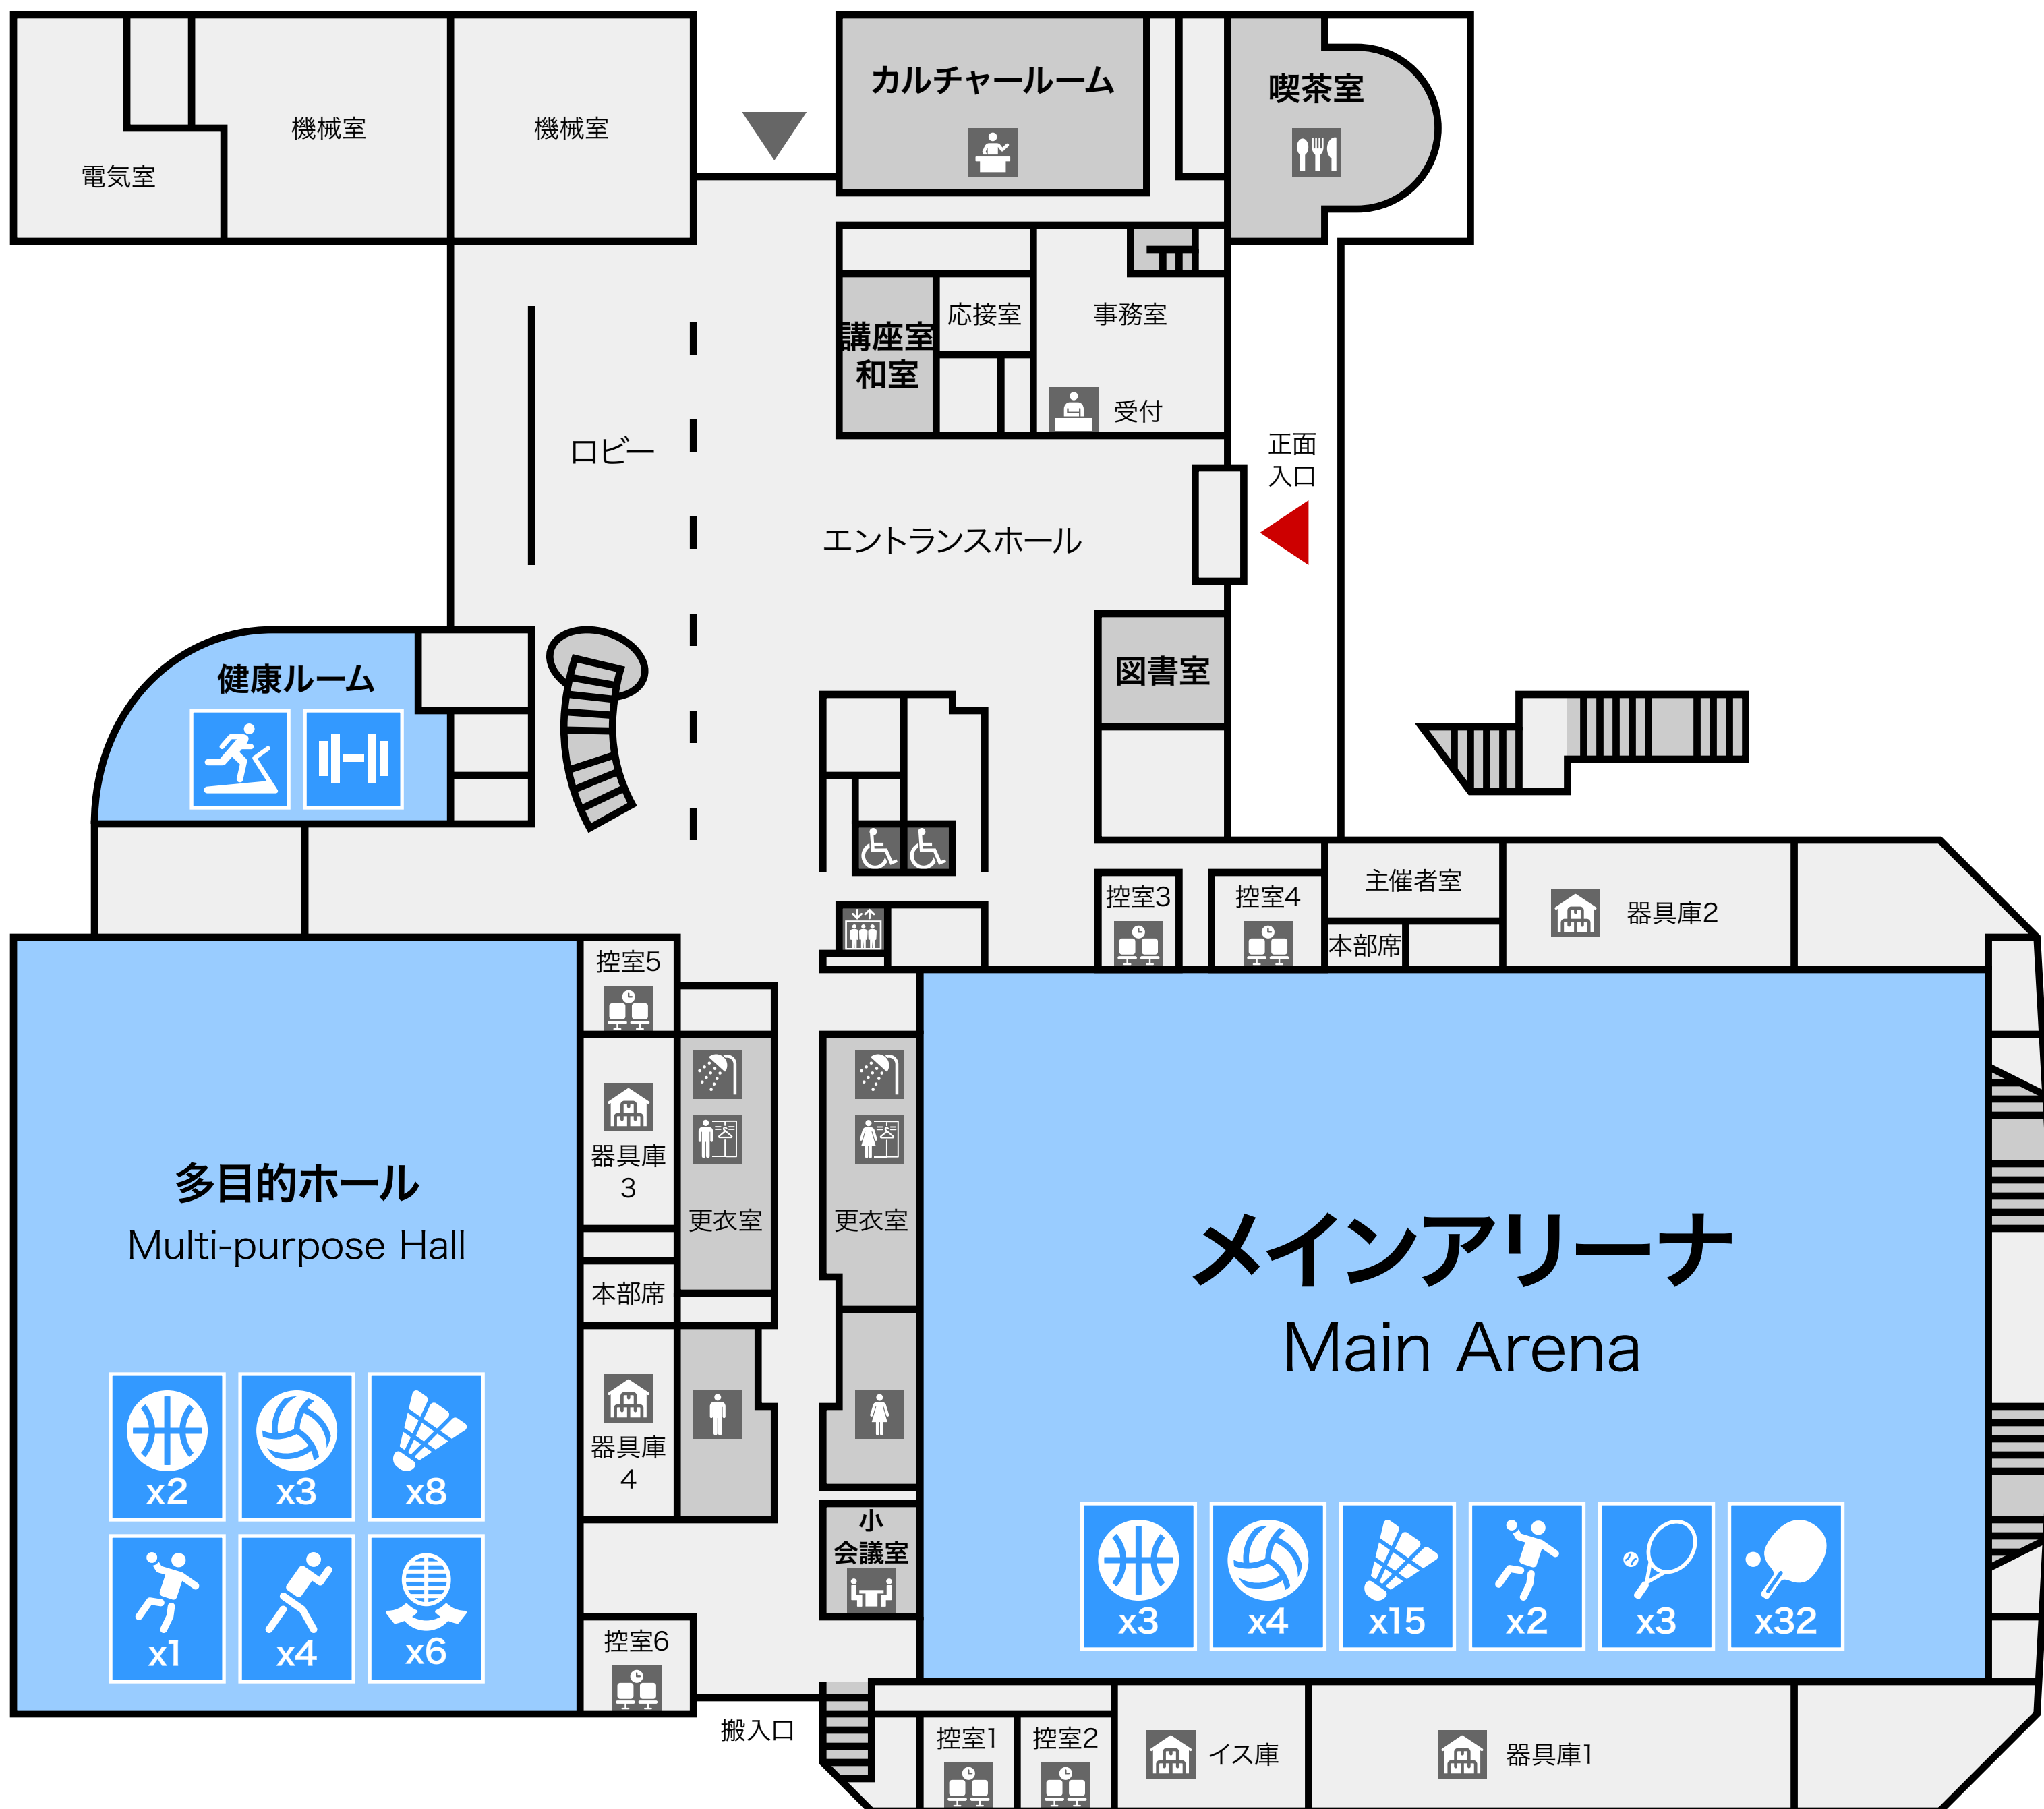 カルチャールーム
喫茶室
機械室
機械室
電気室
応接室
事務室
講座室
和室
受付
ロビー
正面
入口
エントランスホール
図書室
健康ルーム
主催者室
控室3
控室4
器具庫2
本部席
控室5
器具庫
3
更衣室
更衣室
多目的ホール
Multi-purpose Hall
本部席
メインアリーナ
Main Arena
器具庫
4
x2
x3
x8
小
会議室
x1
x4
x6
x3
x4
x15
x2
x3
x32
控室6
搬入口
控室1
控室2
イス庫
器具庫1